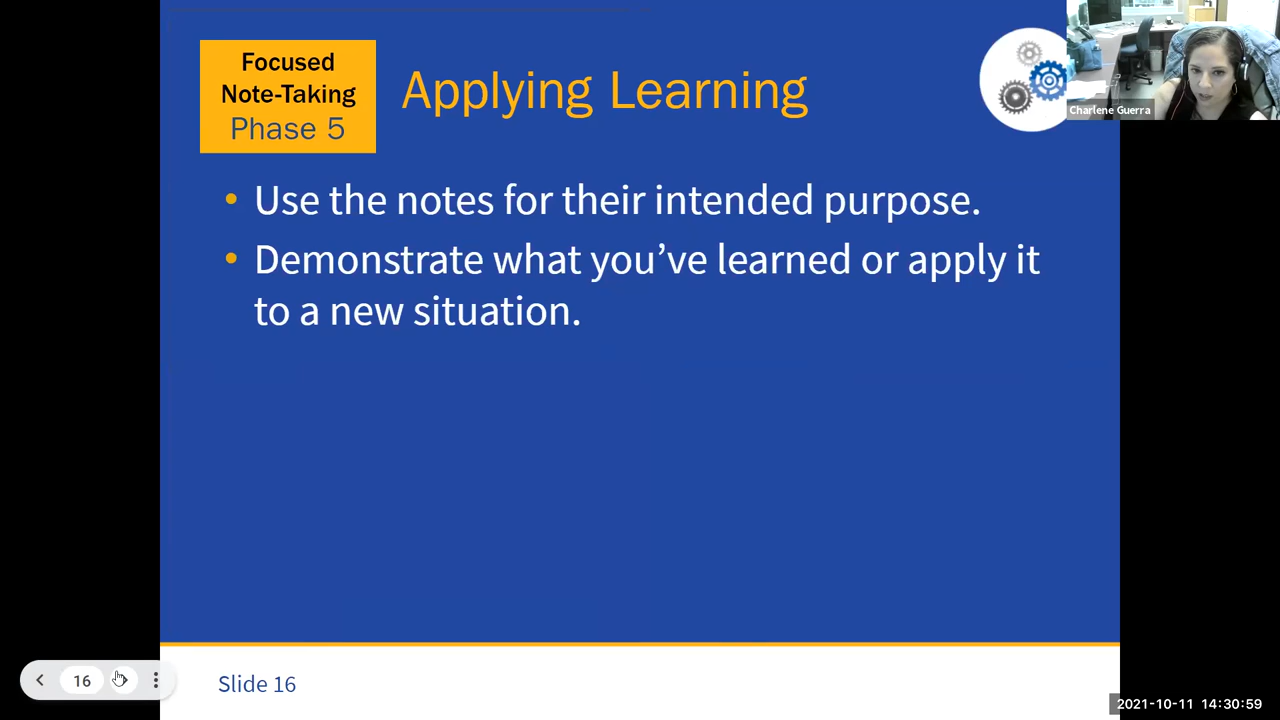 Focused
Note-Taking
Phase 5
Applying Learning
Charlene Guerra
• Use the notes for their intended purpose.
• Demonstrate what you’ve learned or apply it
to a new situation.
16
Slide 16
2021-10-11 14:30:59